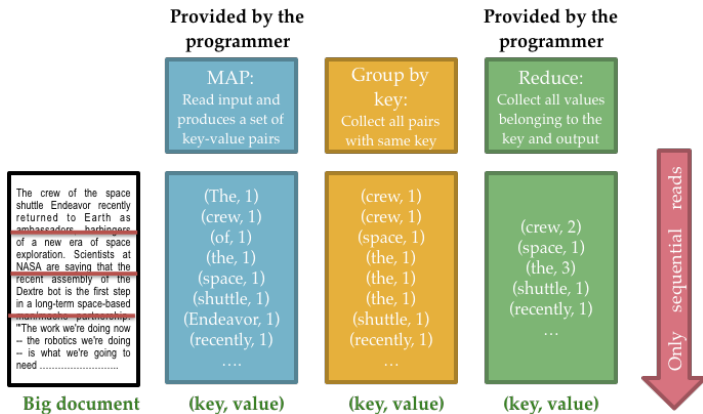 Provided by the
programmer
Provided by the
programmer
MAP:
Read input and
produces a set of
key-value pairs
Group by
key:
Collect all pairs
with same key
Reduce:
Collect all values
belonging to the
key and output
The crew of the space
shuttle Endeavor recently
returned to Earth as
ambassadors, harbingers
of a new era of space
exploration. Scientists at
NASA are saying that the
recent assembly of the
Dextre bot is the first step
in a long-term space-based
man/mache partnership.
'"The work we're doing now
-- the robotics we're doing
-- is what we're going to
need ............................
Big document
(The, 1)
(crew, 1)
(of, 1)
(the, 1)
(space, 1)
(shuttle, 1)
(Endeavor, 1)
(recently, 1)
....
(key, value)
(crew, 1)
(crew, 1)
(space, 1)
(the, 1)
(the, 1)
(the, 1)
(shuttle, 1)
(recently, 1)
...
(key, value)
(crew, 2)
(space, 1)
(the, 3)
(shuttle, 1)
(recently, 1)
...
(key, value)
Only sequential reads